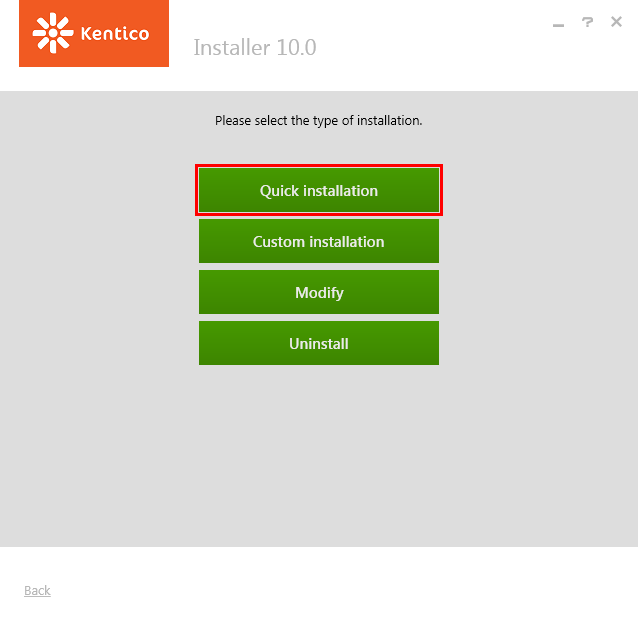 Kentico
Installer 10.0
?
Please select the type of installation.
Quick installation
Custom installation
Modify
Uninstall
Back